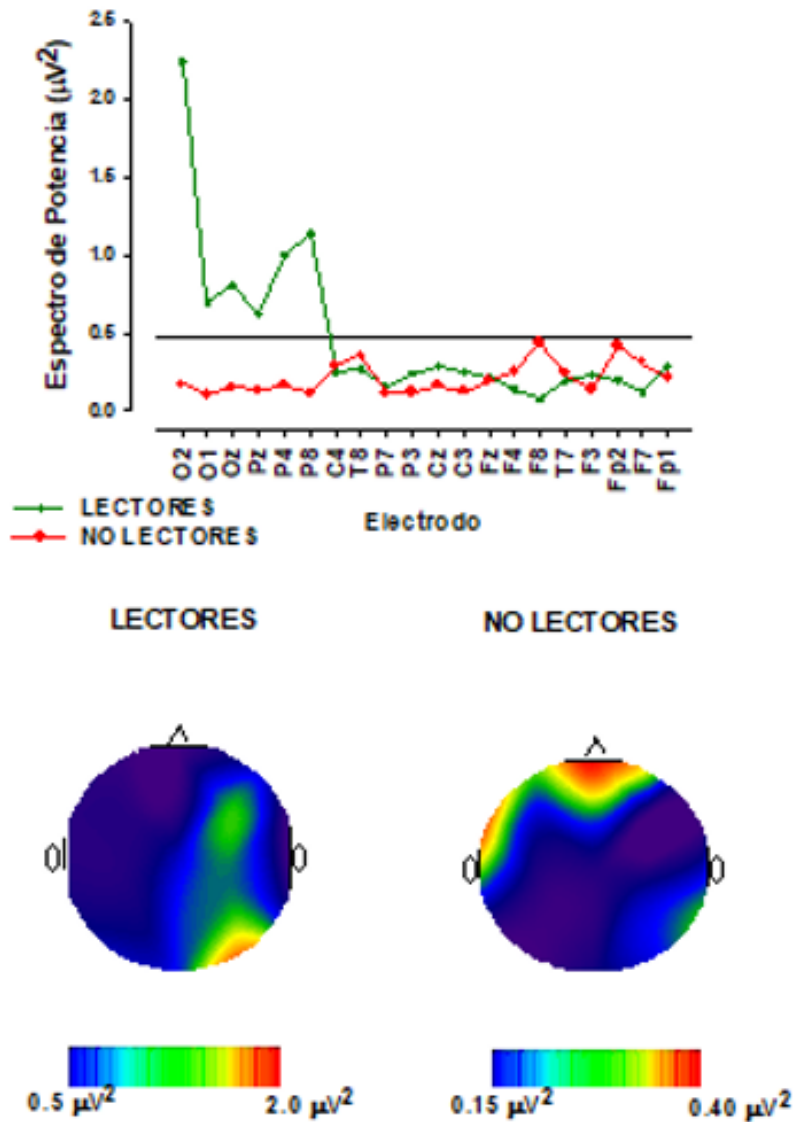 2.5
2.0
1.5
1.0
0.5
0.0
Espectro de Potencia (µV²)
O2 O1 Oz Pz P4 P8 C4 T8 P7 P3 Cz C3 Fz F4 F8 T7 F3 Fp2 F7 Fp1
LECTORES
Electrodo
NO LECTORES
LECTORES NO LECTORES
0.5 µV² 2.0 µV² 0.15 µV² 0.40 µV²